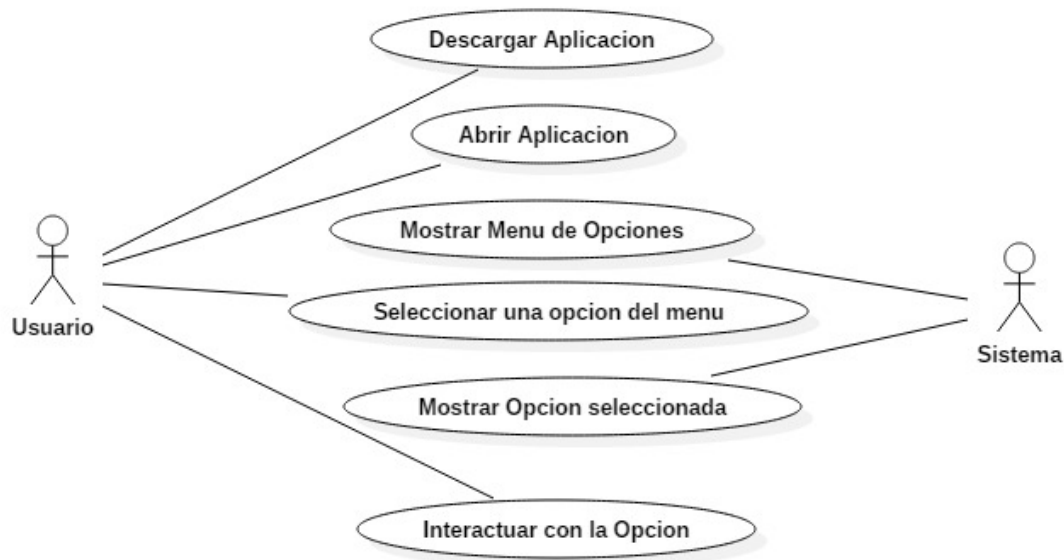 Descargar Aplicacion
Abrir Aplicacion
Mostrar Menu de Opciones
Seleccionar una opcion del menu
Usuario
Sistema
Mostrar Opcion seleccionada
Interactuar con la Opcion